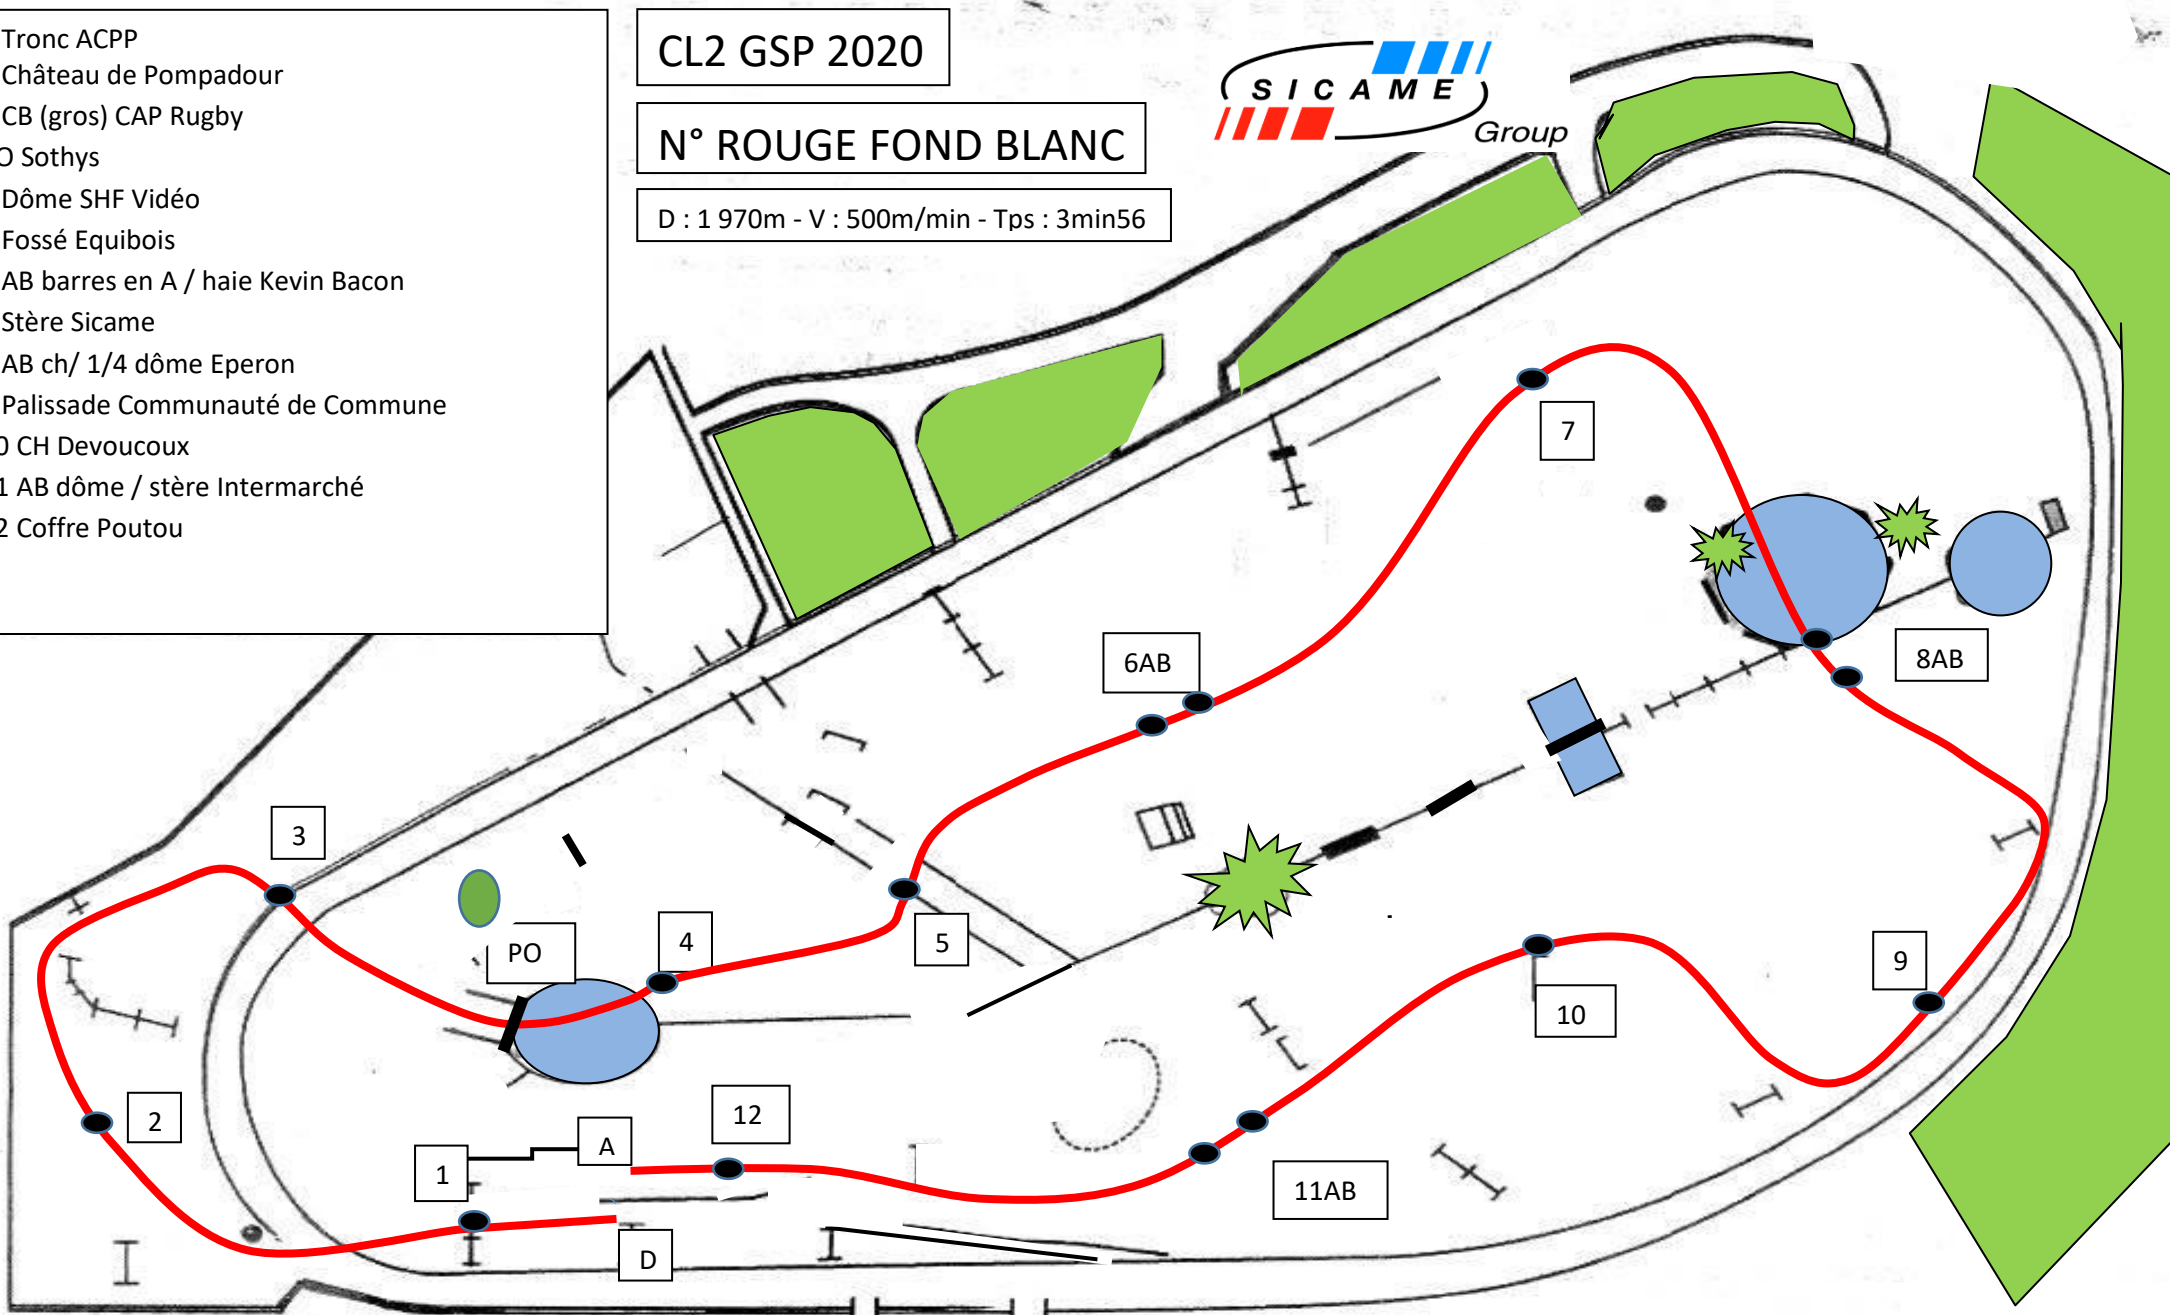 Tronc ACPP
Château de Pompadour
CB (gros) CAP Rugby
O Sothys
Dôme SHF Vidéo
Fossé Equibois
AB barres en A / haie Kevin Bacon
Stère Sicame
AB ch/ 1/4 dôme Eperon
Palissade Communauté de Commune
0 CH Devoucoux
1 AB dôme / stère Intermarché
2 Coffre Poutou
CL2 GSP 2020
N° ROUGE FOND BLANC
D : 1 970m - V : 500m/min - Tps : 3min56
SICAME
Group
7
6AB
8AB
3
PO
4
5
9
10
2
12
1
A
11AB
D